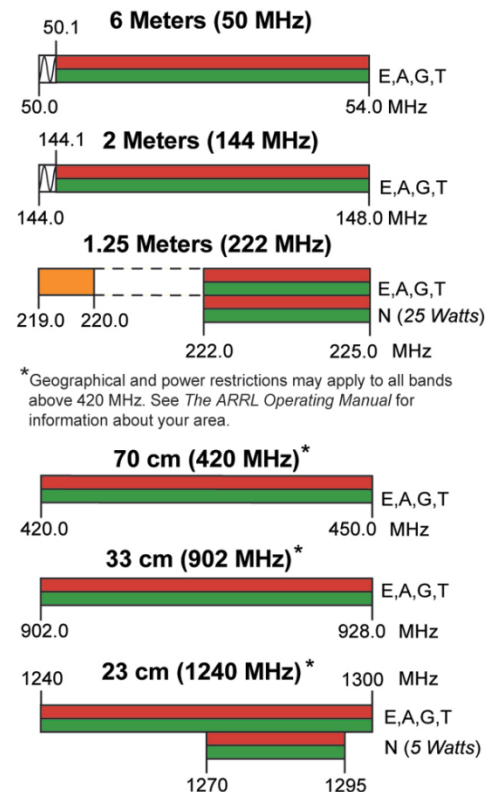 6 Meters (50 MHz)
50.1
E,A,G,T
50.0 54.0 MHz
2 Meters (144 MHz)
144.1
E,A,G,T
144.0 148.0 MHz
1.25 Meters (222 MHz)
E,A,G,T
N (25 Watts)
219.0 220.0
222.0 225.0 MHz
*Geographical and power restrictions may apply to all bands
above 420 MHz. See The ARRL Operating Manual for
information about your area.
70 cm (420 MHz)*
E,A,G,T
420.0 450.0 MHz
33 cm (902 MHz)*
E,A,G,T
902.0 928.0 MHz
23 cm (1240 MHz)*
1240 1300 MHz
E,A,G,T
N (5 Watts)
1270 1295